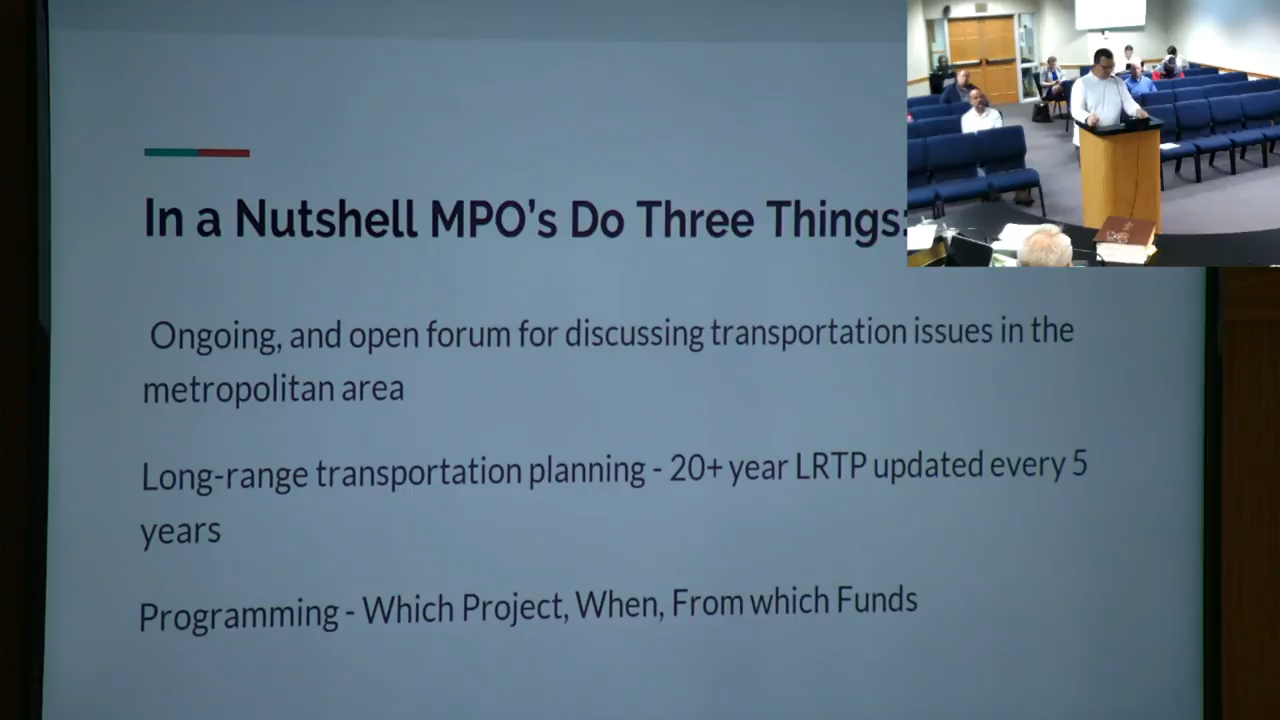 In a Nutshell MPO's Do Three Things:
Ongoing, and open forum for discussing transportation issues in the
metropolitan area
Long-range transportation planning - 20+ year LRTP updated every 5
years
Programming - Which Project, When, From which Funds